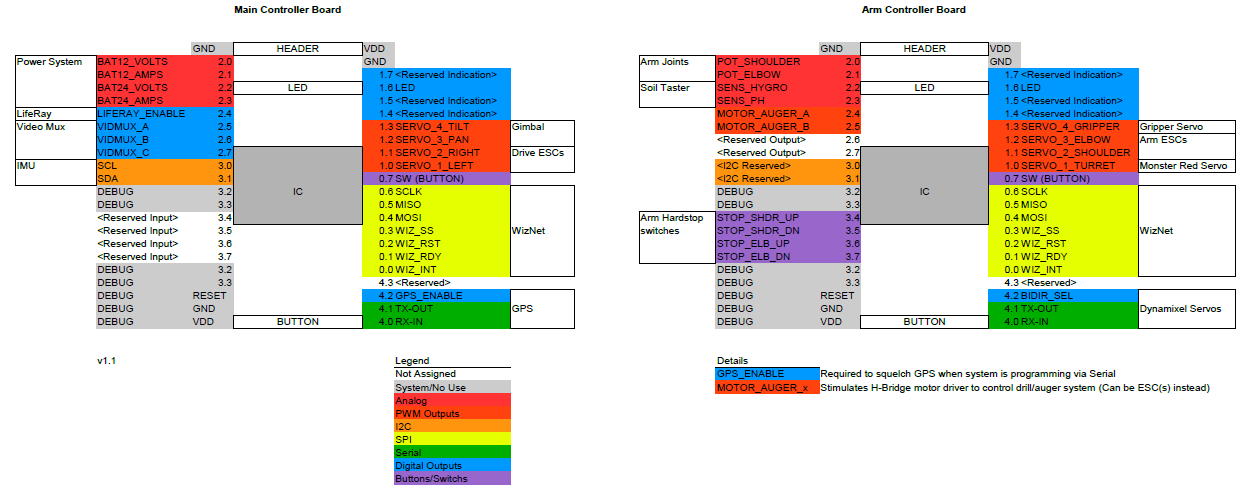 Main Controller Board
GND HEADER VDD
Power System BAT12_VOLTS 2.0 GND
BAT12_AMPS 2.1 1.7 <Reserved Indication>
BAT24_VOLTS 2.2 LED 1.6 LED
BAT24_AMPS 2.3 1.5 <Reserved Indication>
LifeRay LIFERAY_ENABLE 2.4 1.4 <Reserved Indication>
Video Mux VIDMUX_A 2.5 1.3 SERVO_4_TILT Gimbal
VIDMUX_B 2.6 1.2 SERVO_3_PAN
VIDMUX_C 2.7 1.1 SERVO_2_RIGHT Drive ESCs
IMU SCL 3.0 1.0 SERVO_1_LEFT
SDA 3.1 0.7 SW (BUTTON)
DEBUG 3.2 IC 0.6 SCLK
DEBUG 3.3 0.5 MISO
<Reserved Input> 3.4 0.4 MOSI
<Reserved Input> 3.5 0.3 WIZ_SS WizNet
<Reserved Input> 3.6 0.2 WIZ_RST
<Reserved Input> 3.7 0.1 WIZ_RDY
DEBUG 3.2 0.0 WIZ_INT
DEBUG 3.3 4.3 <Reserved>
DEBUG RESET 4.2 GPS_ENABLE
DEBUG GND 4.1 TX-OUT GPS
DEBUG VDD BUTTON 4.0 RX-IN
v1.1
Legend
Not Assigned
System/No Use
Analog
PWM Outputs
I2C
SPI
Serial
Digital Outputs
Buttons/Switchs
Arm Controller Board
GND HEADER VDD
Arm Joints POT_SHOULDER 2.0 GND
POT_ELBOW 2.1 1.7 <Reserved Indication>
Soil Taster SENS_HYGRO 2.2 LED 1.6 LED
SENS_PH 2.3 1.5 <Reserved Indication>
MOTOR_AUGER_A 2.4 1.4 <Reserved Indication>
MOTOR_AUGER_B 2.5 1.3 SERVO_4_GRIPPER Gripper Servo
<Reserved Output> 2.6 1.2 SERVO_3_ELBOW Arm ESCs
<Reserved Output> 2.7 1.1 SERVO_2_SHOULDER
<I2C Reserved> 3.0 1.0 SERVO_1_TURRET Monster Red Servo
<I2C Reserved> 3.1 0.7 SW (BUTTON)
DEBUG 3.2 IC 0.6 SCLK
DEBUG 3.3 0.5 MISO
Arm Hardstop STOP_SHDR_UP 3.4 0.4 MOSI
switches STOP_SHDR_DN 3.5 0.3 WIZ_SS WizNet
STOP_ELB_UP 3.6 0.2 WIZ_RST
STOP_ELB_DN 3.7 0.1 WIZ_RDY
DEBUG 3.2 0.0 WIZ_INT
DEBUG 3.3 4.3 <Reserved>
DEBUG RESET 4.2 BIDIR_SEL
DEBUG GND 4.1 TX-OUT Dynamixel Servos
DEBUG VDD BUTTON 4.0 RX-IN
Details
GPS_ENABLE Required to squelch GPS when system is programming via Serial
MOTOR_AUGER_x Stimulates H-Bridge motor driver to control drill/auger system (Can be ESC(s) instead)